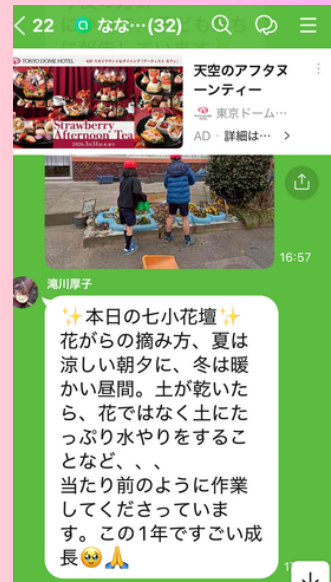 22
なな…(32)
TOKYO DOME HOTEL
Strawberry
Afternoon Tea
天空のアフタヌ
ーンティー
東京ドーム…
AD
詳細は…
16:57
滝川厚子
✨本日の七小花壇✨
花がらの摘み方、夏は
涼しい朝夕に、冬は暖
かい昼間。土が乾いた
ら、花ではなく土にた
っぷり水やりをするこ
となど、、、
当たり前のように作業
してくださっていま
す。この1年ですごい成
長🥹🙏